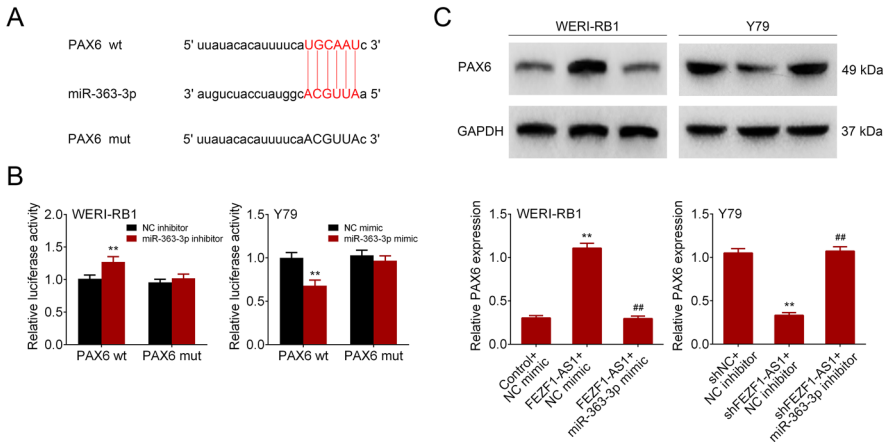 A
PAX6 wt 5' uuauacacauuuucaUGCAAUc 3'
miR-363-3p 3' augucuaccuauggcACGUUAa 5'
PAX6 mut 5' uuauacacauuuucaACGUUAc 3'
B
WERI-RB1
NC inhibitor
miR-363-3p inhibitor
Relative luciferase activity
2.0
1.5
1.0
0.5
0.0
**
PAX6 wt PAX6 mut
Y79
NC mimic
miR-363-3p mimic
Relative luciferase activity
1.5
1.0
0.5
0.0
**
PAX6 wt PAX6 mut
C
WERI-RB1 Y79
PAX6 49 kDa
GAPDH 37 kDa
WERI-RB1
Relative PAX6 expression
1.5
1.0
0.5
0.0
**
##
Control+
NC mimic
FEZF1-AS1+
NC mimic
FEZF1-AS1+
miR-363-3p mimic
Y79
Relative PAX6 expression
1.5
1.0
0.5
0.0
**
##
shNC+
NC inhibitor
shFEZF1-AS1+
NC inhibitor
shFEZF1-AS1+
miR-363-3p inhibitor